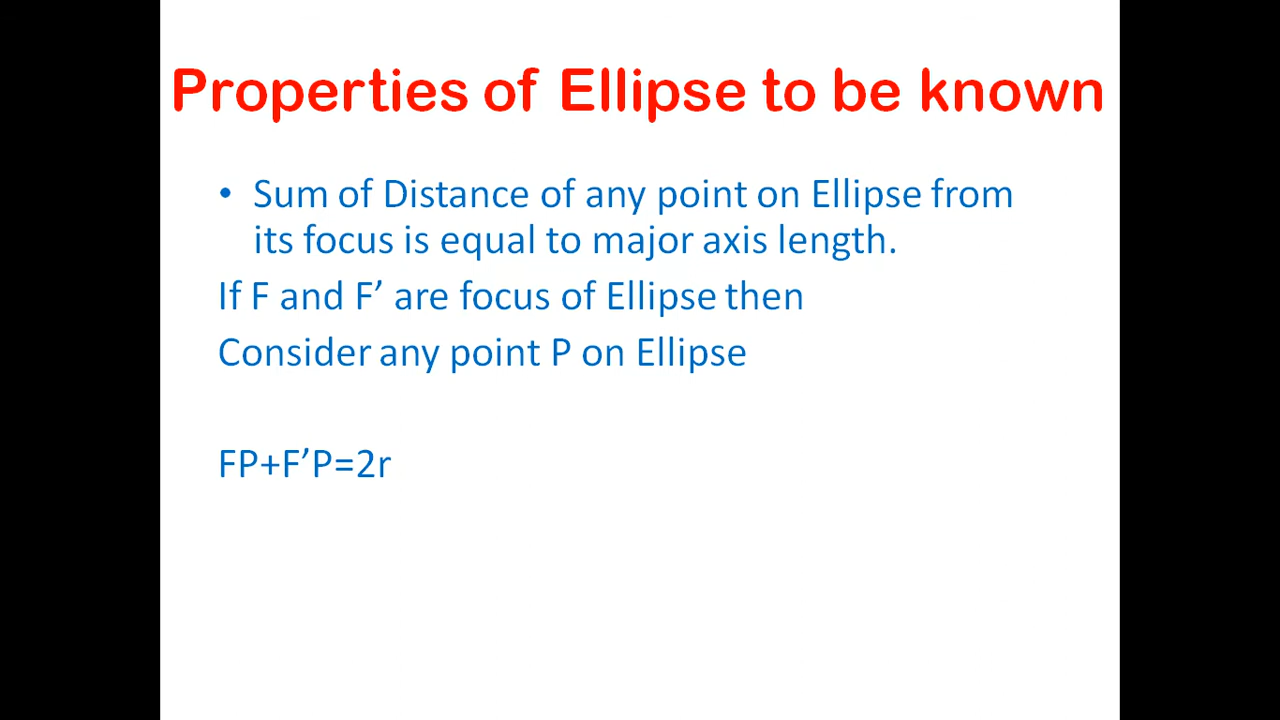 Properties of Ellipse to be known
• Sum of Distance of any point on Ellipse from
its focus is equal to major axis length.
If F and F’ are focus of Ellipse then
Consider any point P on Ellipse
FP+F’P=2r